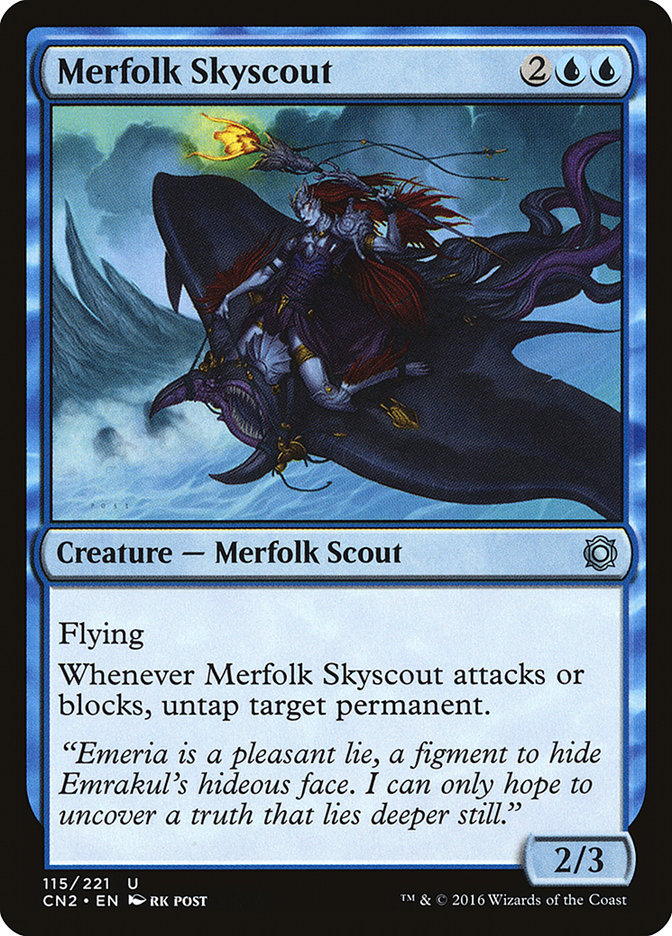 Merfolk Skyscout 2
POST
Creature — Merfolk Scout
Flying
Whenever Merfolk Skyscout attacks or
blocks, untap target permanent.
“Emeria is a pleasant lie, a figment to hide
Emrakul’s hideous face. I can only hope to
uncover a truth that lies deeper still.”
2/3
115/221 U
CN2 • EN RK POST
™ & © 2016 Wizards of the Coast